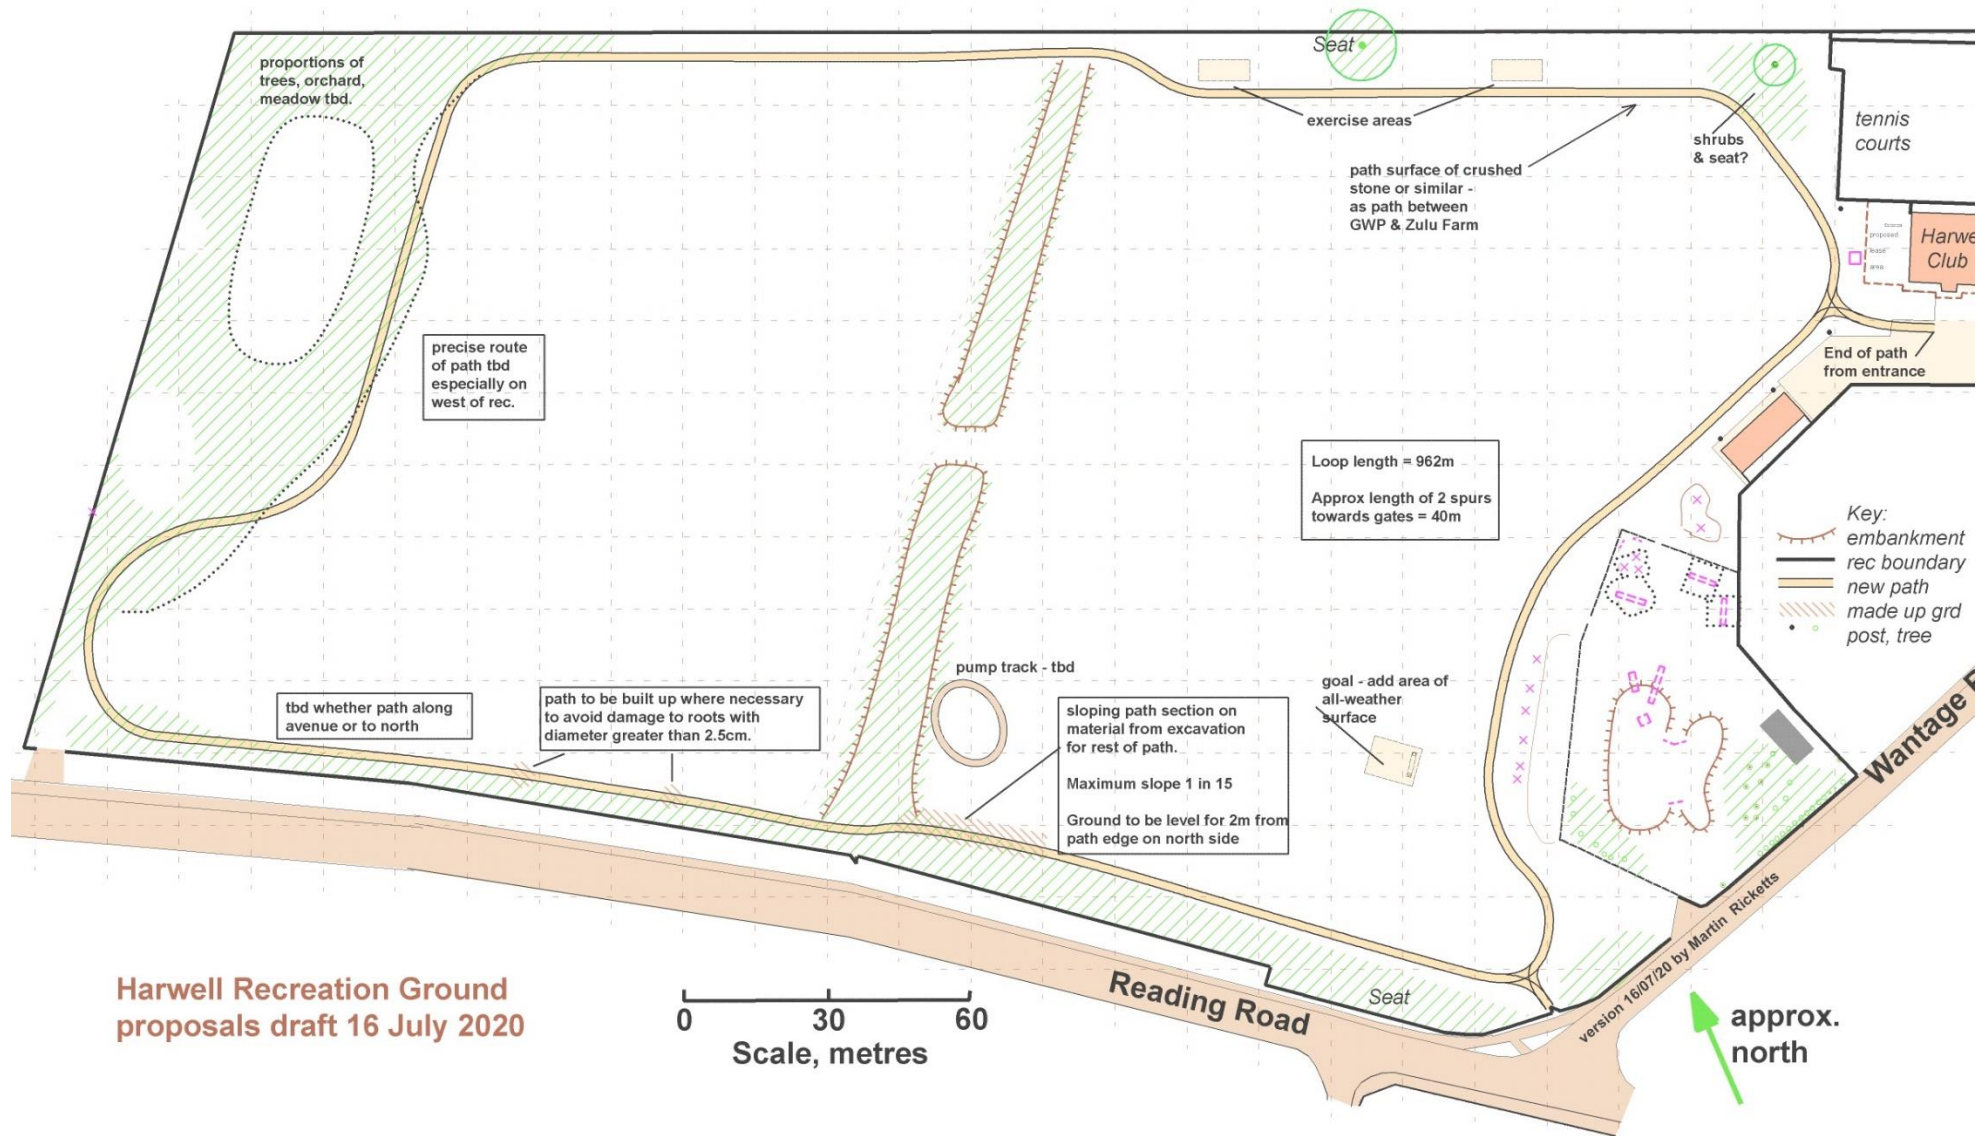 proportions of
trees, orchard,
meadow tbd.
Seat
exercise areas
path surface of crushed
stone or similar -
as path between
GWP & Zulu Farm
shrubs
& seat?
tennis
courts
proposed
lease
area
Harwe
Club
End of path
from entrance
precise route
of path tbd
especially on
west of rec.
Loop length = 962m
Approx length of 2 spurs
towards gates = 40m
Key:
embankment
rec boundary
new path
made up grd
post, tree
tbd whether path along
avenue or to north
path to be built up where necessary
to avoid damage to roots with
diameter greater than 2.5cm.
pump track - tbd
sloping path section on
material from excavation
for rest of path.
Maximum slope 1 in 15
Ground to be level for 2m from
path edge on north side
goal - add area of
all-weather
surface
Wantage
version 16/07/20 by Martin Ricketts
Reading Road
Seat
Harwell Recreation Ground
proposals draft 16 July 2020
0 30 60
Scale, metres
approx.
north